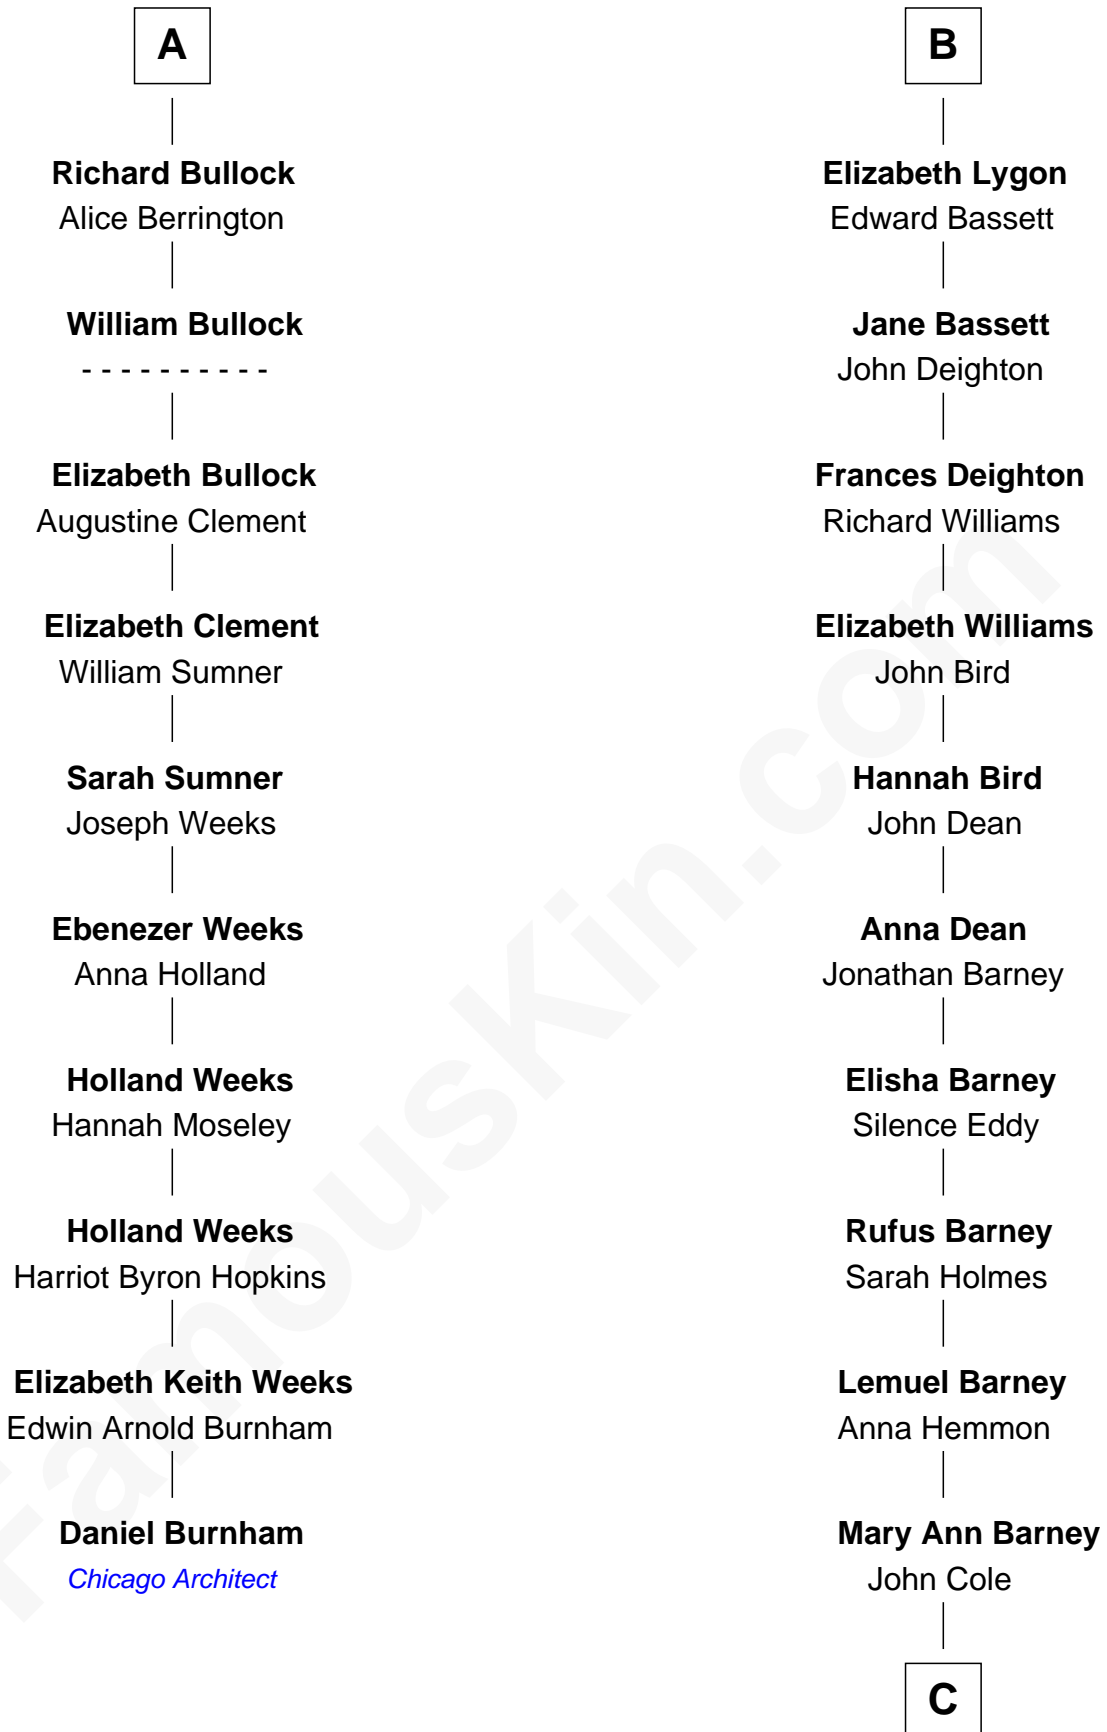 A
Richard Bullock
Alice Berrington
William Bullock
- - - - - - - - - -
Elizabeth Bullock
Augustine Clement
Elizabeth Clement
William Sumner
Sarah Sumner
Joseph Weeks
Ebenezer Weeks
Anna Holland
Holland Weeks
Hannah Moseley
Holland Weeks
Harriot Byron Hopkins
Elizabeth Keith Weeks
Edwin Arnold Burnham
Daniel Burnham
Chicago Architect
B
Elizabeth Lygon
Edward Bassett
Jane Bassett
John Deighton
Frances Deighton
Richard Williams
Elizabeth Williams
John Bird
Hannah Bird
John Dean
Anna Dean
Jonathan Barney
Elisha Barney
Silence Eddy
Rufus Barney
Sarah Holmes
Lemuel Barney
Anna Hemmon
Mary Ann Barney
John Cole
C
FamousKin.com